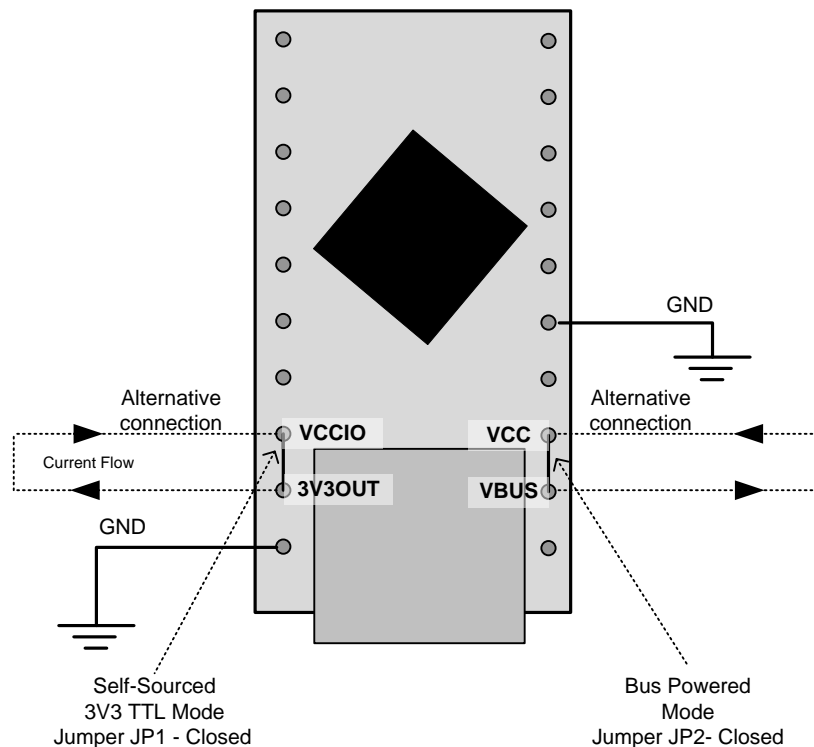 GND
Alternative
connection
Alternative
connection
VCCIO
VCC
Current Flow
3V3OUT
VBUS
GND
Self-Sourced
3V3 TTL Mode
Jumper JP1 - Closed
Bus Powered
Mode
Jumper JP2- Closed